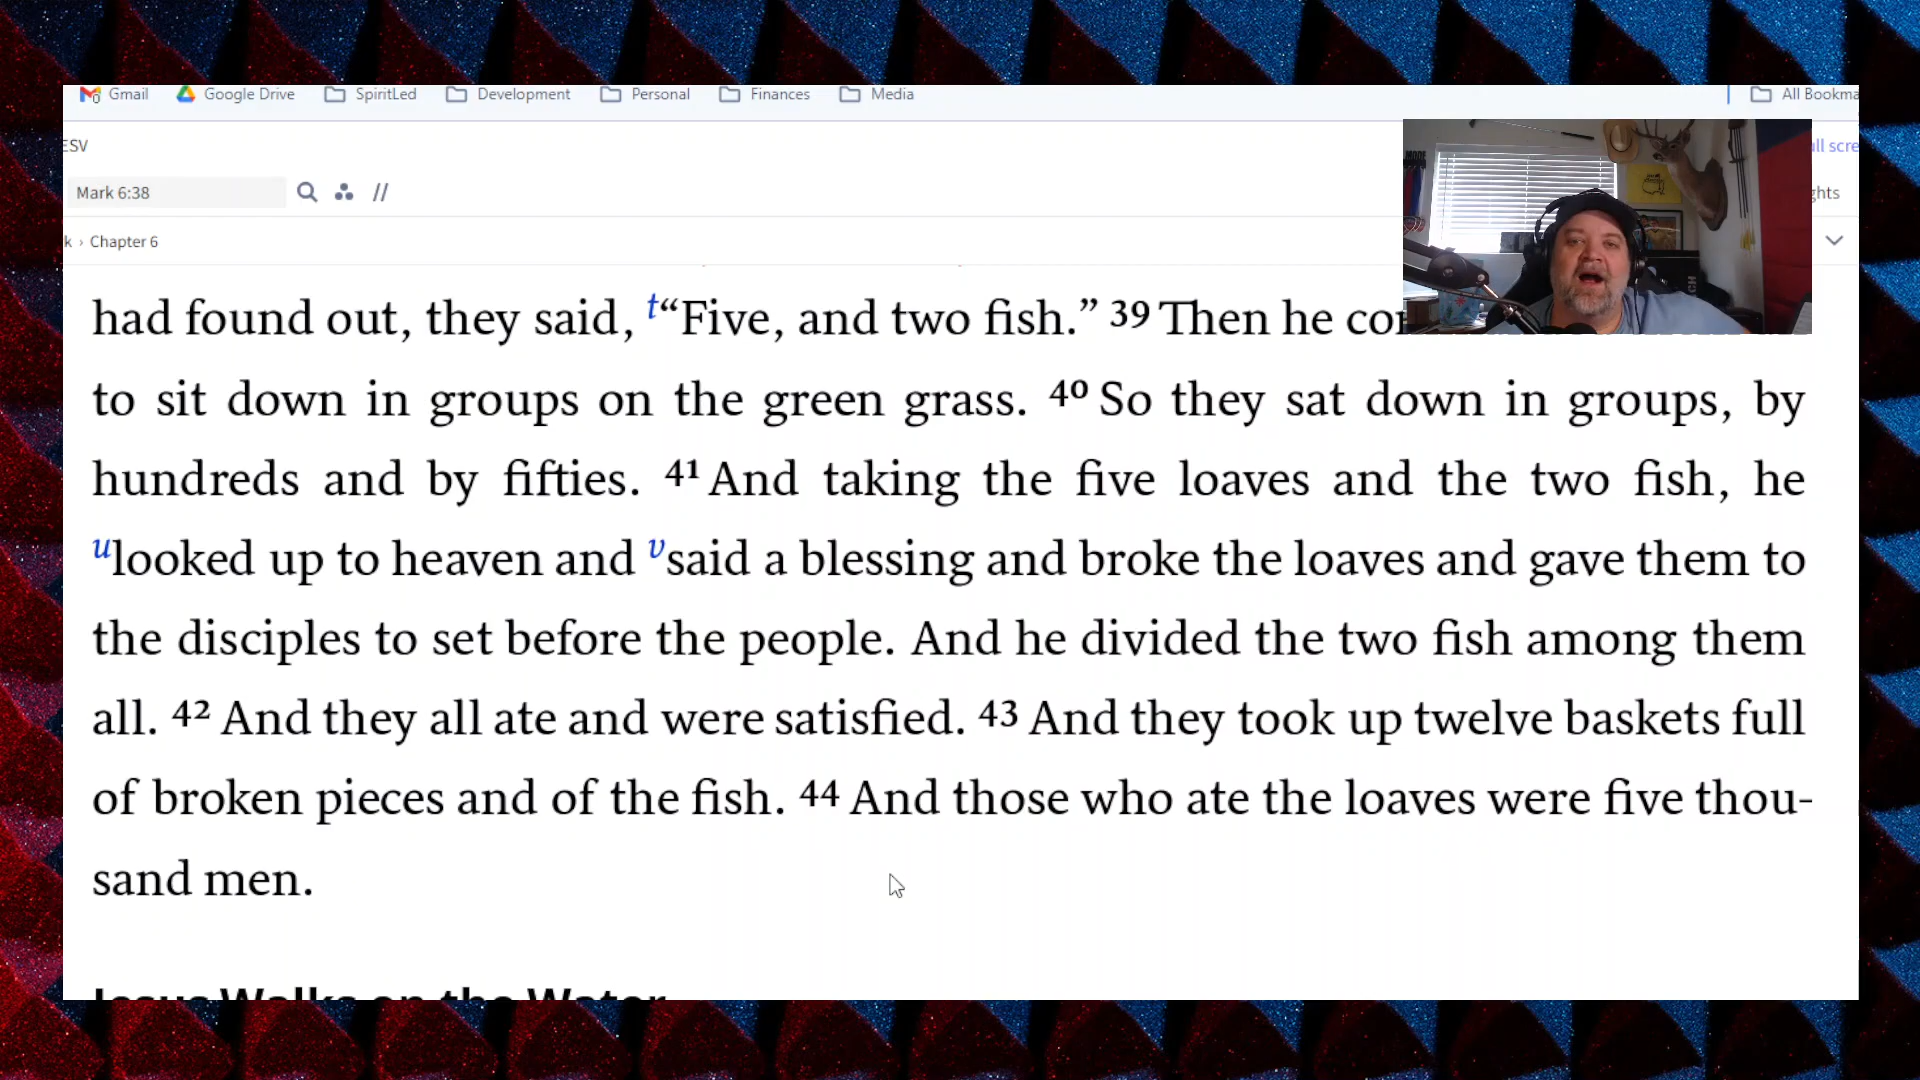 Gmail Google Drive SpiritLed Development Personal Finances Media All Bookma
ESV
Mark 6:38 //
k › Chapter 6
had found out, they said, t“Five, and two fish.” 39 Then he co
to sit down in groups on the green grass. 40 So they sat down in groups, by
hundreds and by fifties. 41 And taking the five loaves and the two fish, he
ulooked up to heaven and vsaid a blessing and broke the loaves and gave them to
the disciples to set before the people. And he divided the two fish among them
all. 42 And they all ate and were satisfied. 43 And they took up twelve baskets full
of broken pieces and of the fish. 44 And those who ate the loaves were five thou-
sand men.
Jesus Walks on the Water